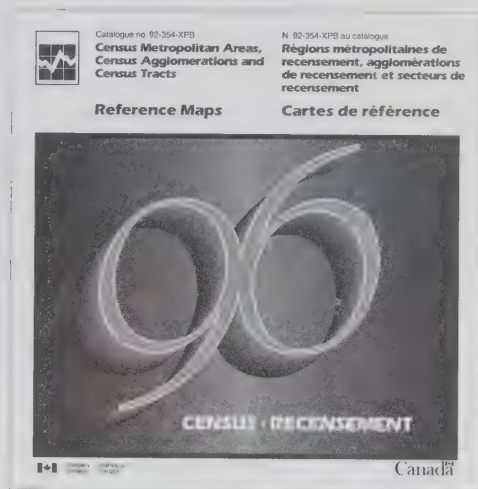 Catalogue no 92-354-XPB
Census Metropolitan Areas,
Census Agglomerations and
Census Tracts
Reference Maps
N 92-354-XPB au catalogue
Régions métropolitaines de
recensement, agglomérations
de recensement et secteurs de
recensement
Cartes de référence
96
CENSUS · RECENSEMENT
Canada